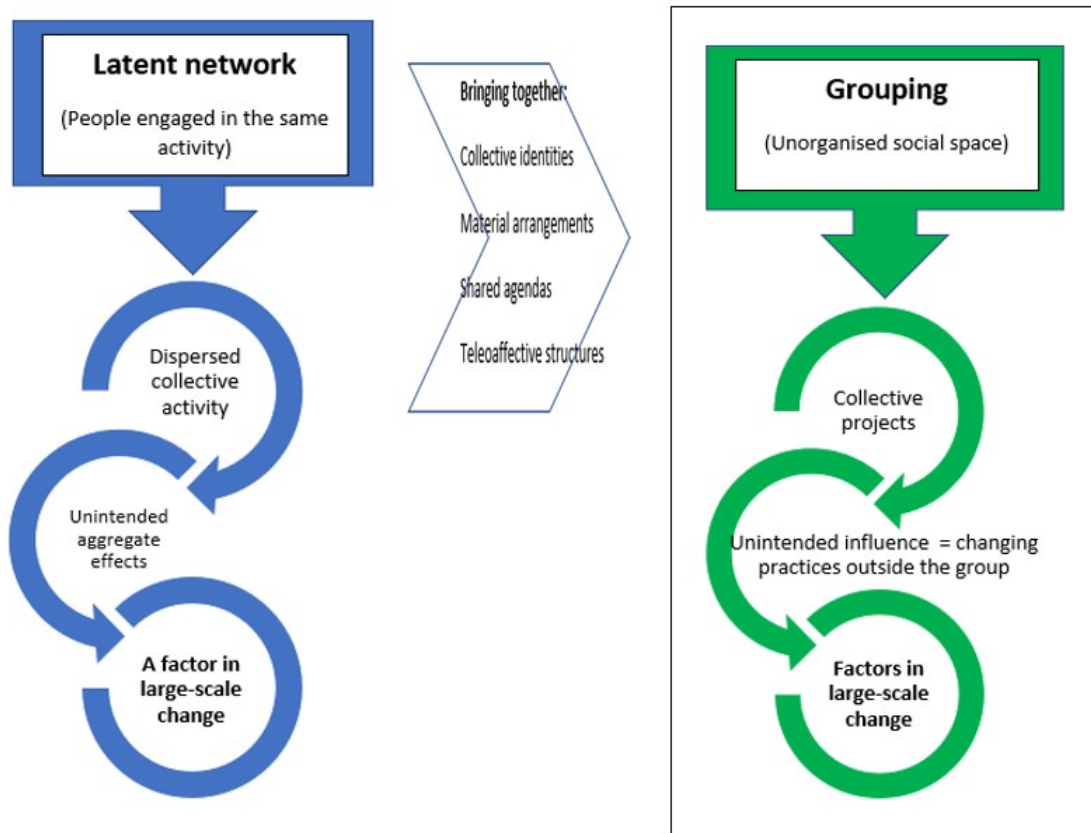 Latent network
(People engaged in the same
activity)
Dispersed
collective
activity
Unintended
aggregate
effects
A factor in
large-scale
change
Bringing together:
Collective identities
Material arrangements
Shared agendas
Teleoaffective structures
Grouping
(Unorganised social space)
Collective
projects
Unintended influence = changing
practices outside the group
Factors in
large-scale
change